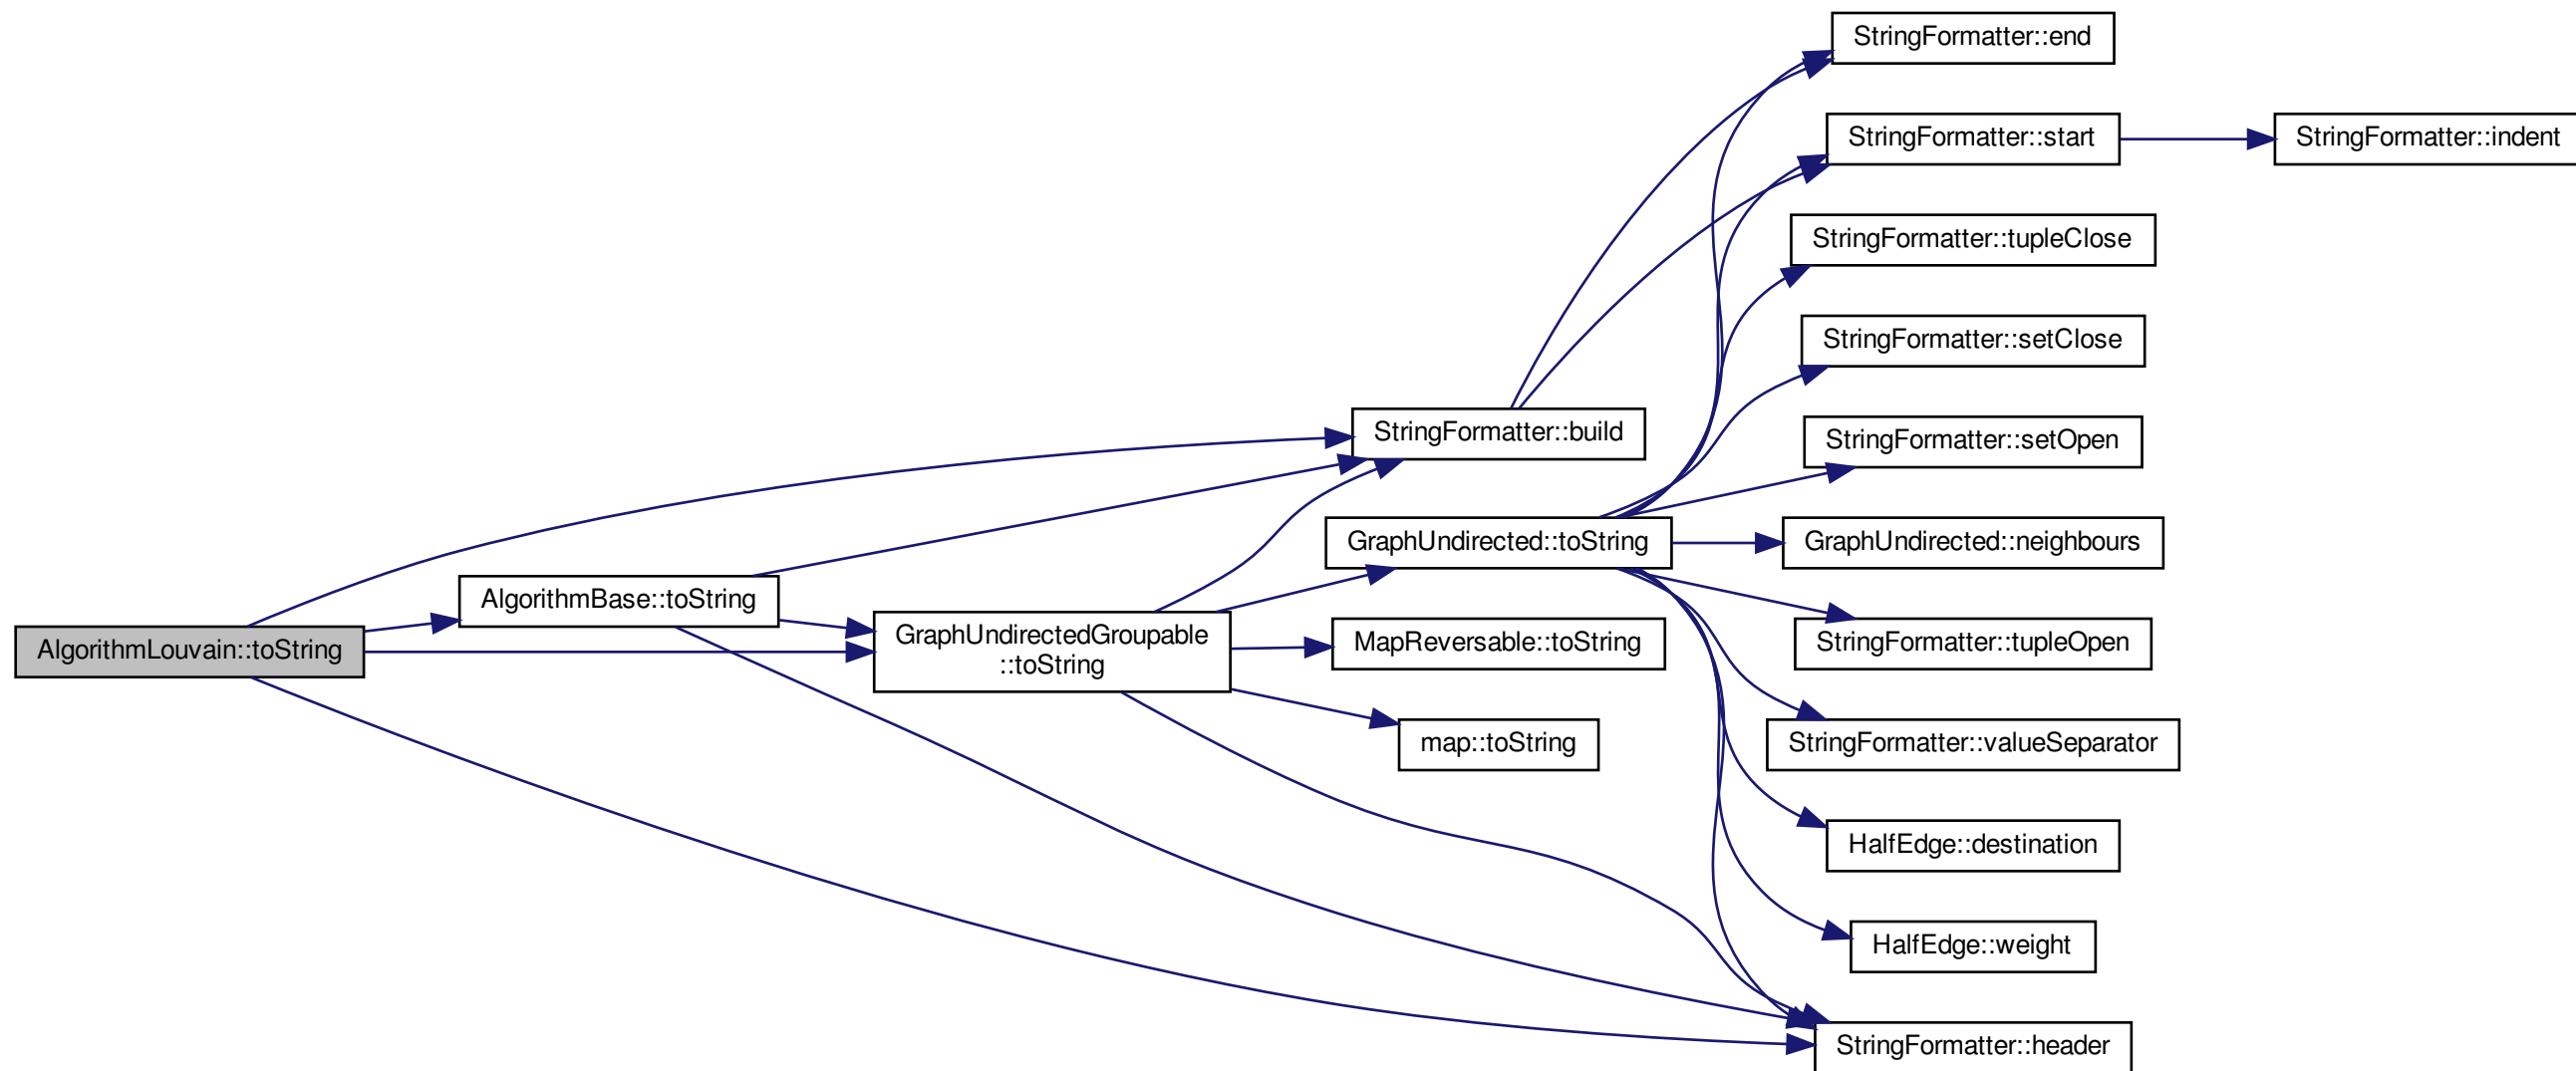 StringFormatter::end
StringFormatter::start
StringFormatter::indent
StringFormatter::tupleClose
StringFormatter::setClose
StringFormatter::build
StringFormatter::setOpen
GraphUndirected::toString
GraphUndirected::neighbours
AlgorithmBase::toString
AlgorithmLouvain::toString
GraphUndirectedGroupable
::toString
MapReversable::toString
StringFormatter::tupleOpen
map::toString
StringFormatter::valueSeparator
HalfEdge::destination
HalfEdge::weight
StringFormatter::header